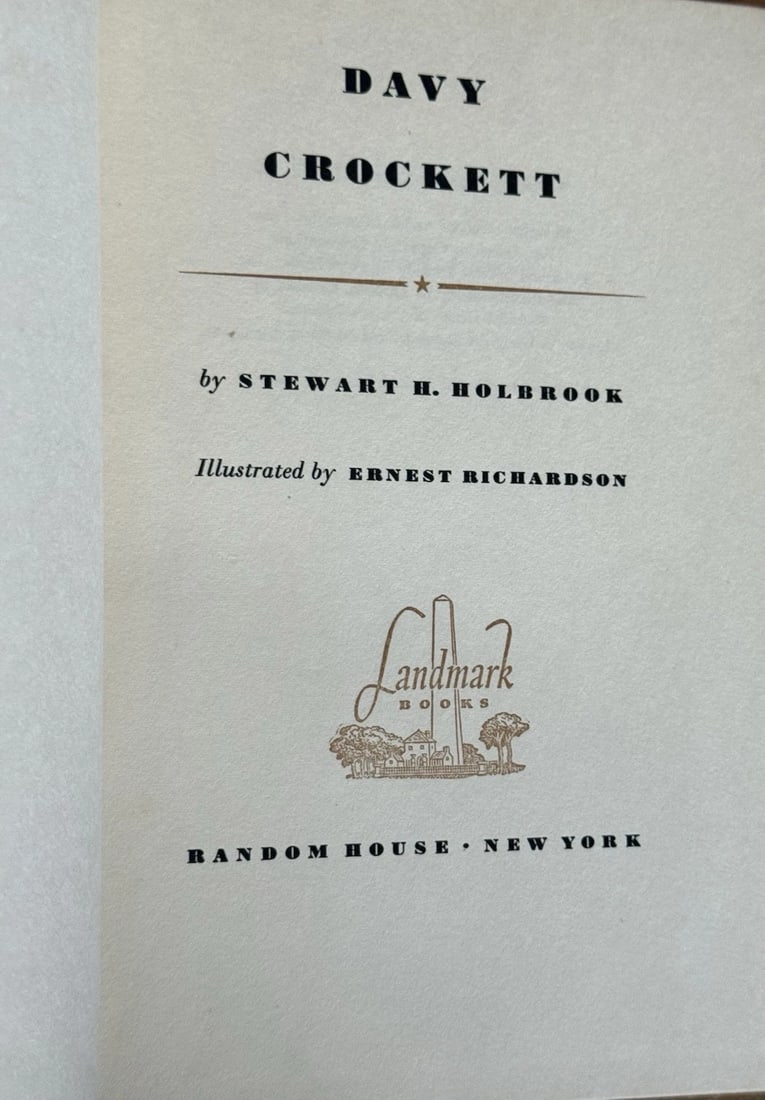 DAVY
CROCKETT
by STEWART H. HOLBROOK
Illustrated by ERNEST RICHARDSON
Landmark
BOOKS
RANDOM HOUSE · NEW YORK